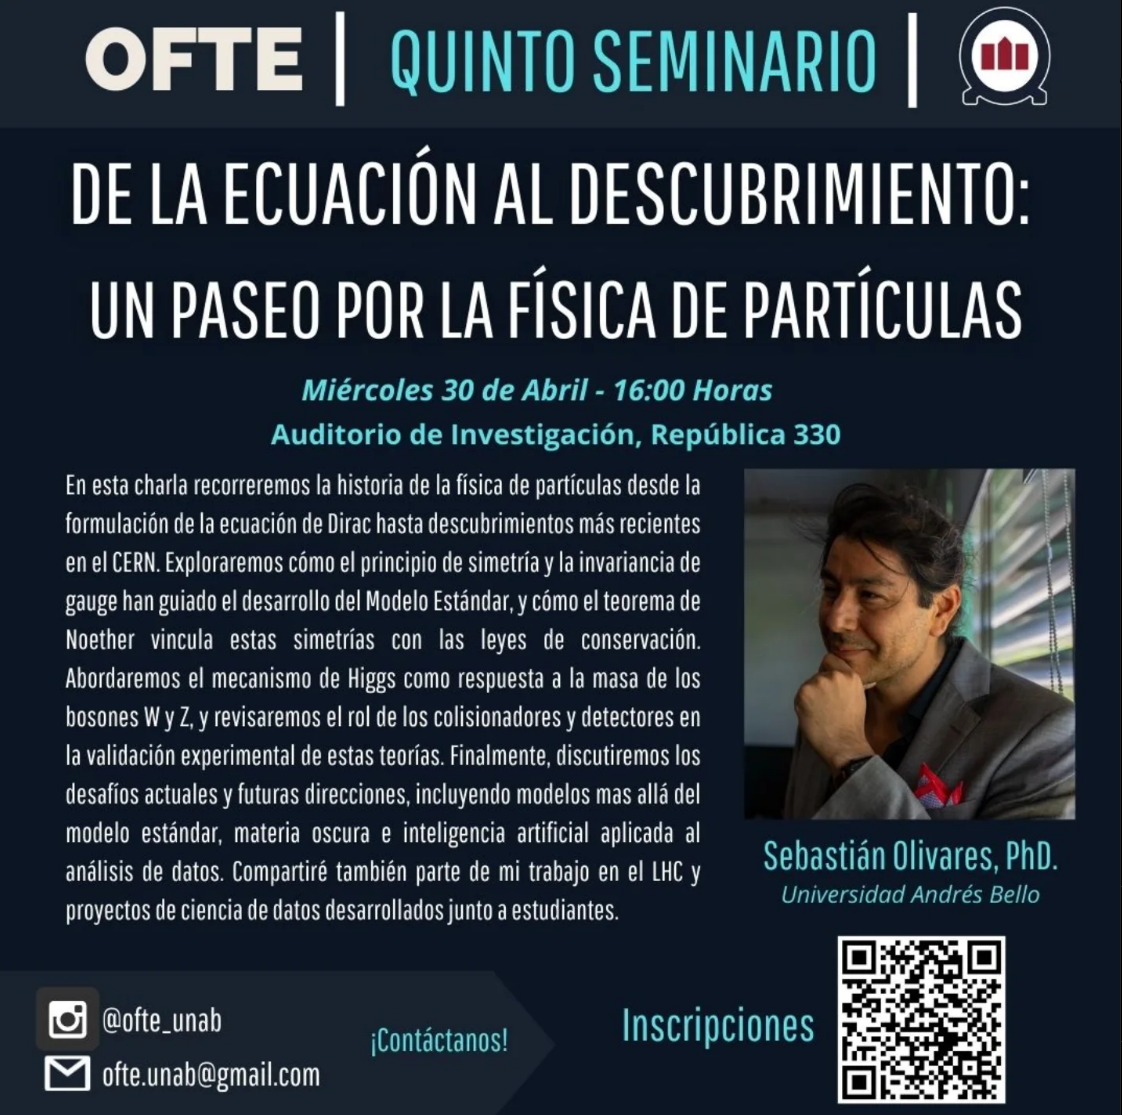 OFTE | QUINTO SEMINARIO |
DE LA ECUACIÓN AL DESCUBRIMIENTO:
UN PASEO POR LA FÍSICA DE PARTÍCULAS
Miércoles 30 de Abril - 16:00 Horas
Auditorio de Investigación, República 330
En esta charla recorreremos la historia de la física de partículas desde la
formulación de la ecuación de Dirac hasta descubrimientos más recientes
en el CERN. Exploraremos cómo el principio de simetría y la invariancia de
gauge han guiado el desarrollo del Modelo Estándar, y cómo el teorema de
Noether vincula estas simetrías con las leyes de conservación.
Abordaremos el mecanismo de Higgs como respuesta a la masa de los
bosones W y Z, y revisaremos el rol de los colisionadores y detectores en
la validación experimental de estas teorías. Finalmente, discutiremos los
desafíos actuales y futuras direcciones, incluyendo modelos mas allá del
modelo estándar, materia oscura e inteligencia artificial aplicada al
análisis de datos. Compartiré también parte de mi trabajo en el LHC y
proyectos de ciencia de datos desarrollados junto a estudiantes.
Sebastián Olivares, PhD.
Universidad Andrés Bello
@ofte_unab
ofte.unab@gmail.com
¡Contáctanos!
Inscripciones